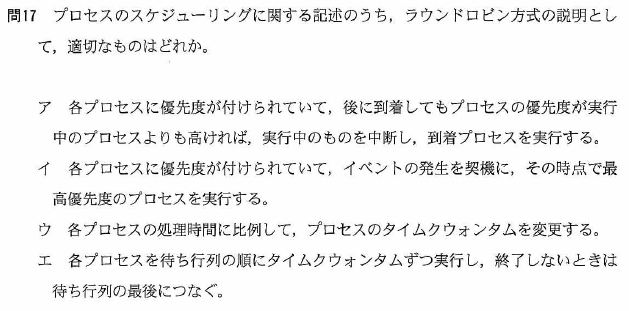 問17 プロセスのスケジューリングに関する記述のうち，ラウンドロビン方式の説明とし
て，適切なものはどれか。
ア 各プロセスに優先度が付けられていて，後に到着してもプロセスの優先度が実行
中のプロセスよりも高ければ，実行中のものを中断し，到着プロセスを実行する。
イ 各プロセスに優先度が付けられていて，イベントの発生を契機に，その時点で最
高優先度のプロセスを実行する。
ウ 各プロセスの処理時間に比例して，プロセスのタイムクウォンタムを変更する。
エ 各プロセスを待ち行列の順にタイムクウォンタムずつ実行し，終了しないときは
待ち行列の最後につなぐ。